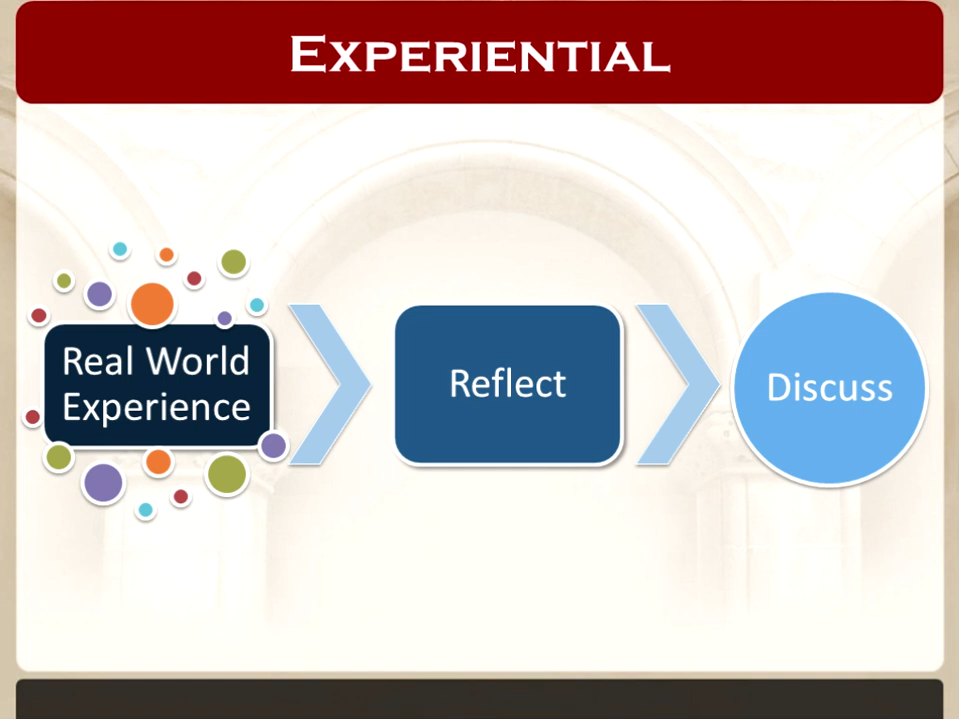 Experiential
Real World
Experience
Reflect
Discuss